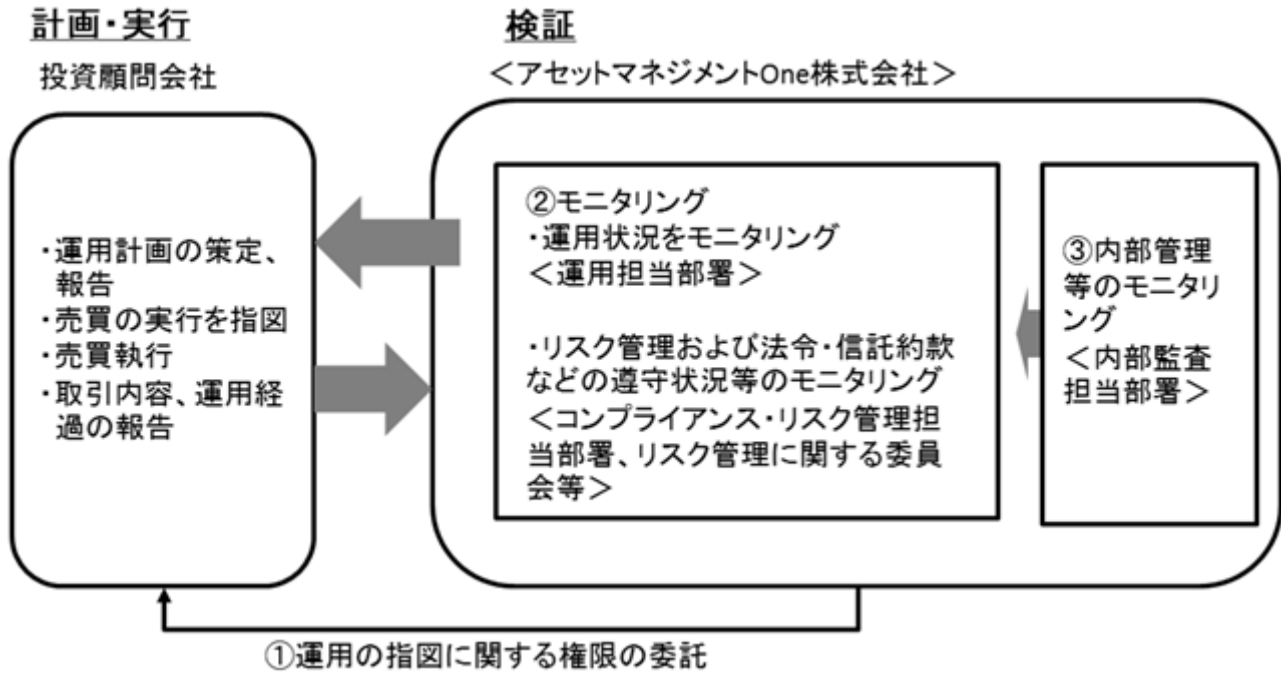 計画・実行
投資顧問会社
・運用計画の策定、
報告
・売買の実行を指図
・売買執行
・取引内容、運用経
過の報告
検証
＜アセットマネジメントOne株式会社＞
②モニタリング
・運用状況をモニタリング
＜運用担当部署＞
・リスク管理および法令・信託約款
などの遵守状況等のモニタリング
＜コンプライアンス・リスク管理担
当部署、リスク管理に関する委員
会等＞
③内部管理
等のモニタリ
ング
＜内部監査
担当部署＞
①運用の指図に関する権限の委託